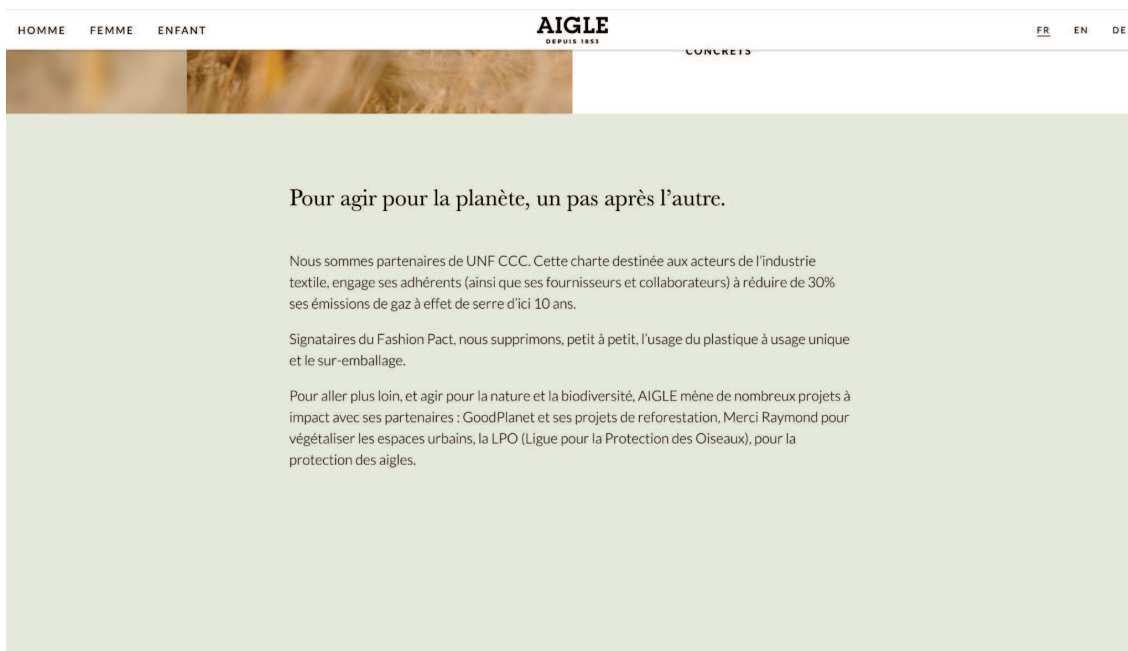 HOMME FEMME ENFANT AIGLE FR EN DE
DEPUIS 1853
CONCRETS
Pour agir pour la planète, un pas après l'autre.
Nous sommes partenaires de UNF CCC. Cette charte destinée aux acteurs de l'industrie
textile, engage ses adhérents (ainsi que ses fournisseurs et collaborateurs) à réduire de 30%
ses émissions de gaz à effet de serre d'ici 10 ans.
Signataires du Fashion Pact, nous supprimons, petit à petit, l'usage du plastique à usage unique
et le sur-emballage.
Pour aller plus loin, et agir pour la nature et la biodiversité, AIGLE mène de nombreux projets à
impact avec ses partenaires : GoodPlanet et ses projets de reforestation, Merci Raymond pour
végétaliser les espaces urbains, la LPO (Ligue pour la Protection des Oiseaux), pour la
protection des aigles.